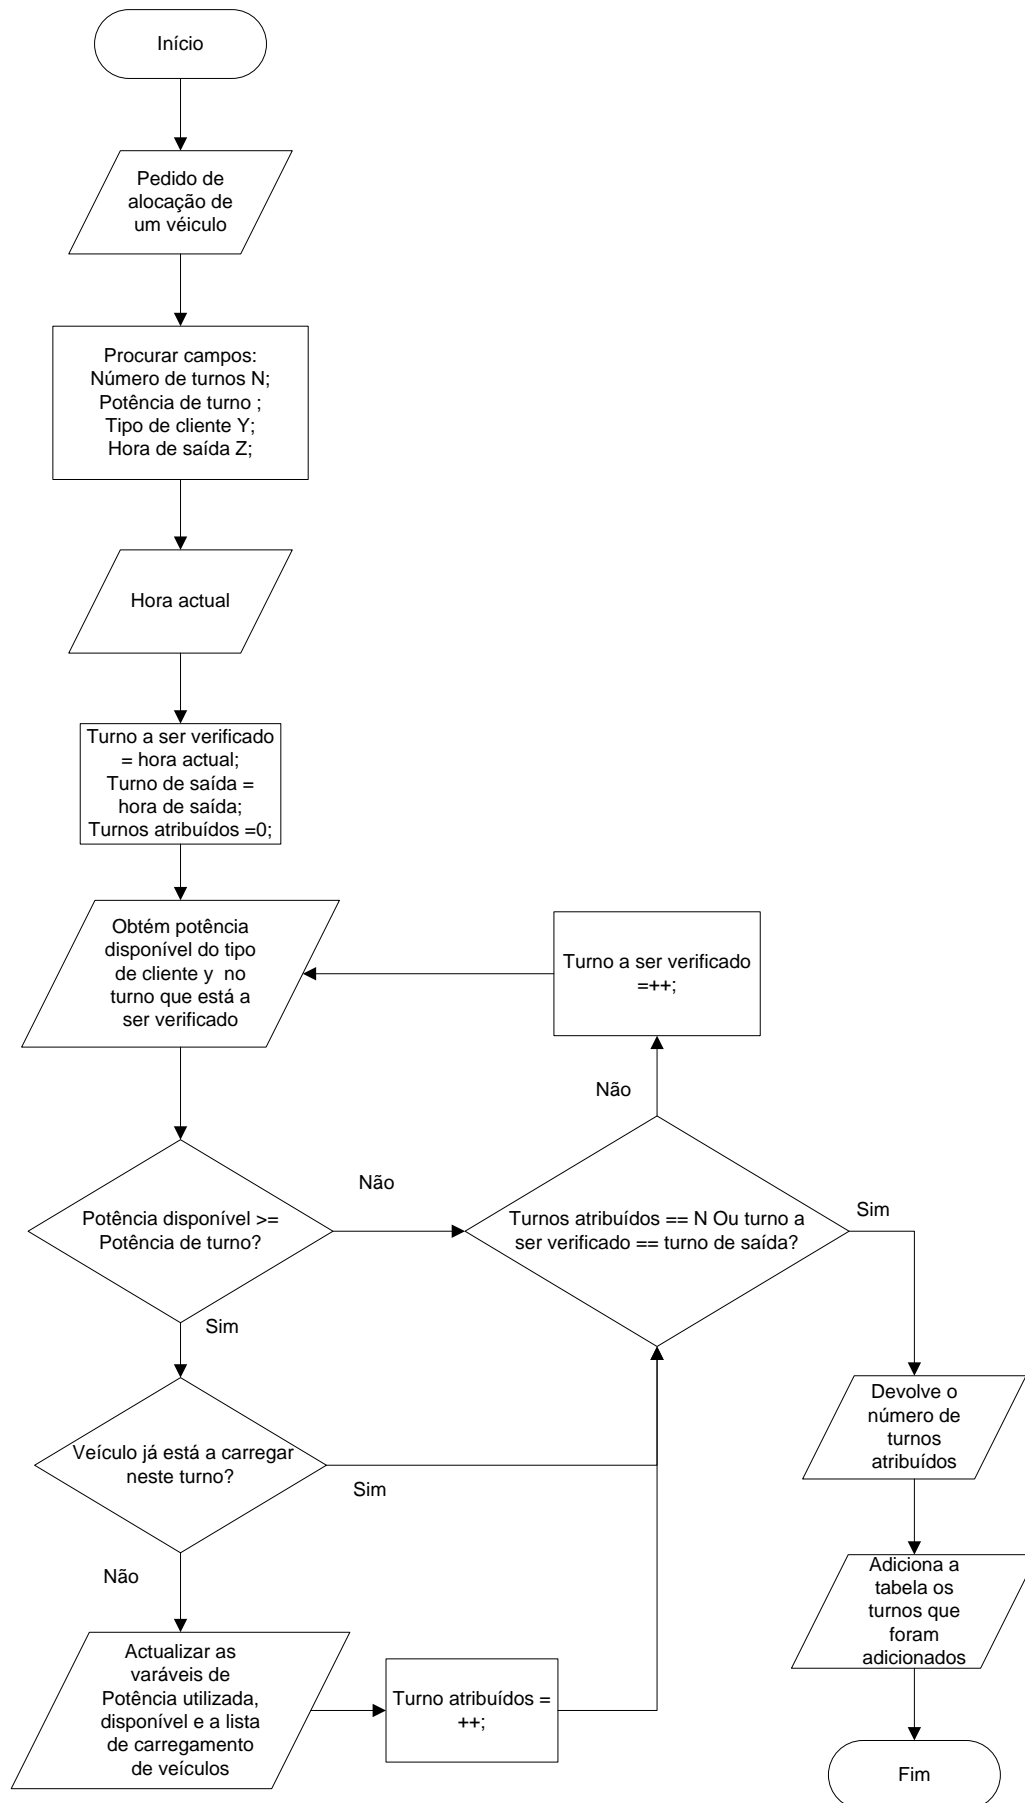 Início
Pedido de
alocação de
um véiculo
Procurar campos:
Número de turnos N;
Potência de turno ;
Tipo de cliente Y;
Hora de saída Z;
Hora actual
Turno a ser verificado
= hora actual;
Turno de saída =
hora de saída;
Turnos atribuídos =0;
Obtém potência
disponível do tipo
de cliente y no
turno que está a
ser verificado
Turno a ser verificado
=++;
Não
Potência disponível >=
Potência de turno?
Não
Turnos atribuídos == N Ou turno a
ser verificado == turno de saída?
Sim
Sim
Veículo já está a carregar
neste turno?
Sim
Não
Devolve o
número de
turnos
atribuídos
Adiciona a
tabela os
turnos que
foram
adicionados
Actualizar as
varáveis de
Potência utilizada,
disponível e a lista
de carregamento
de veículos
Turno atribuídos =
++;
Fim